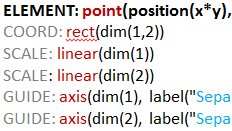 ELEMENT: point(position(x*y),
COORD: rect(dim(1,2))
SCALE: linear(dim(1))
SCALE: linear(dim(2))
GUIDE: axis(dim(1), label("Sepa
GUIDE: axis(dim(2), label("Sepa